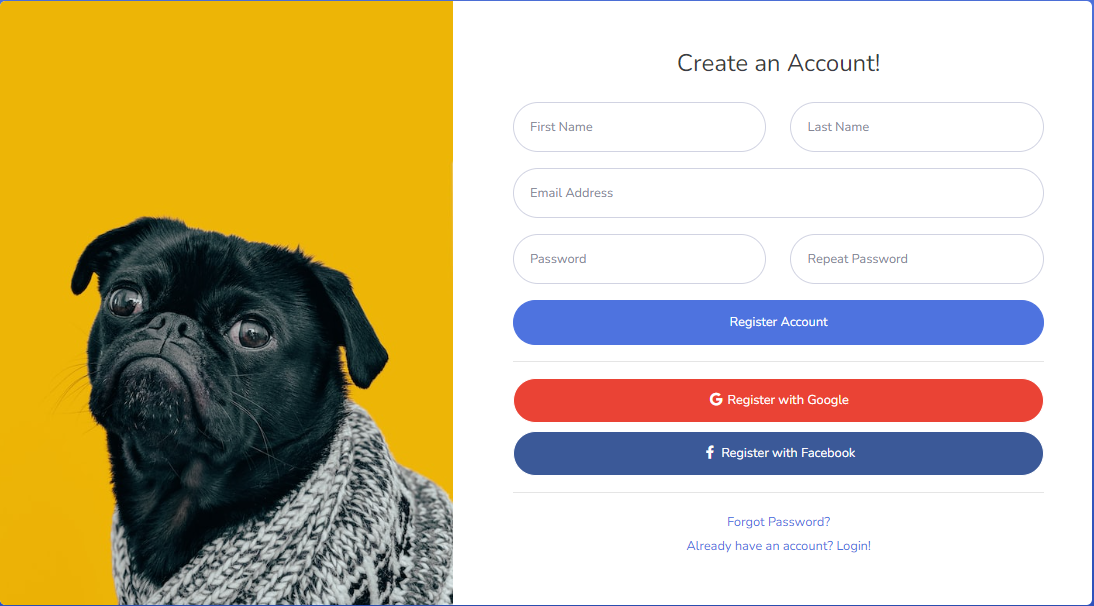 Create an Account!
First Name Last Name
Email Address
Password Repeat Password
Register Account
Register with Google
Register with Facebook
Forgot Password?
Already have an account? Login!